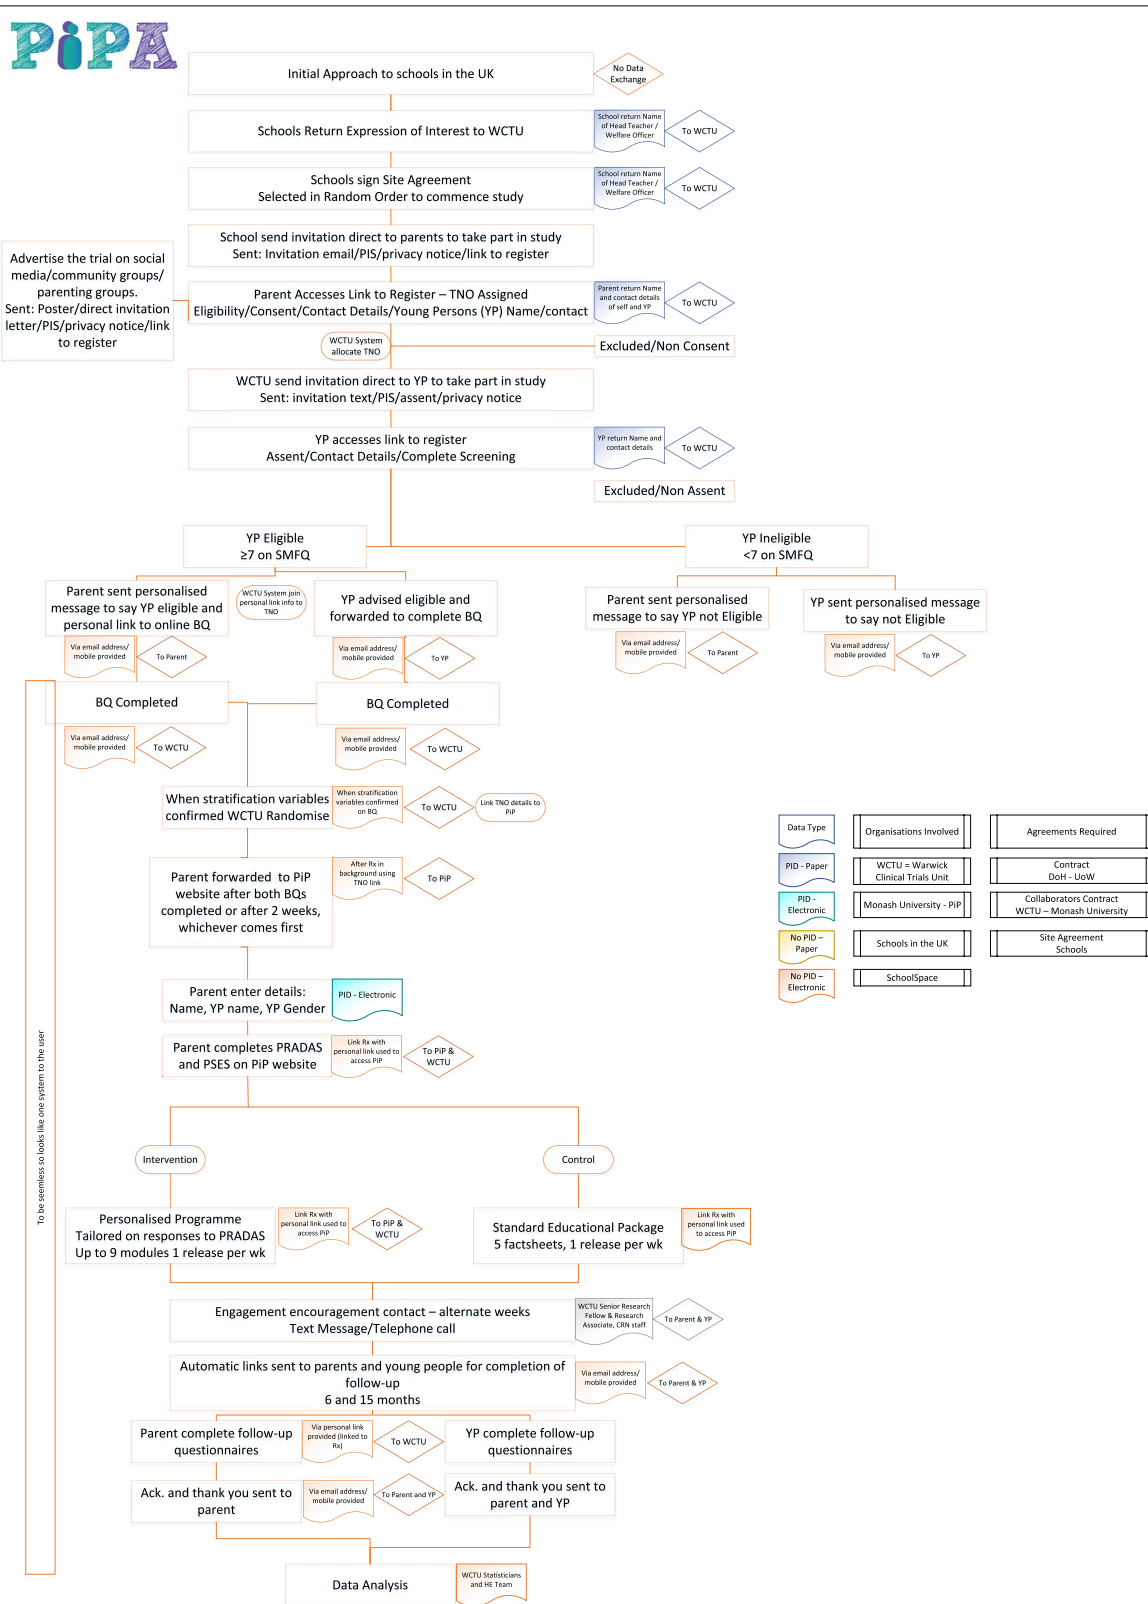 PiPA
Initial Approach to schools in the UK
No Data
Exchange
Schools Return Expression of Interest to WCTU
School return Name
of Head Teacher /
Welfare Officer
To WCTU
Schools sign Site Agreement
Selected in Random Order to commence study
School return Name
of Head Teacher /
Welfare Officer
To WCTU
School send invitation direct to parents to take part in study
Sent: Invitation email/PIS/privacy notice/link to register
Advertise the trial on social
media/community groups/
parenting groups.
Sent: Poster/direct invitation
letter/PIS/privacy notice/link
to register
Parent Accesses Link to Register – TNO Assigned
Eligibility/Consent/Contact Details/Young Persons (YP) Name/contact
Parent return Name
and contact details
of self and YP
To WCTU
WCTU System
allocate TNO
Excluded/Non Consent
WCTU send invitation direct to YP to take part in study
Sent: invitation text/PIS/assent/privacy notice
YP accesses link to register
Assent/Contact Details/Complete Screening
YP return Name and
contact details
To WCTU
Excluded/Non Assent
YP Eligible
≥7 on SMFQ
YP Ineligible
<7 on SMFQ
Parent sent personalised
message to say YP eligible and
personal link to online BQ
WCTU System join
personal link info to
TNO
YP advised eligible and
forwarded to complete BQ
Parent sent personalised
message to say YP not Eligible
YP sent personalised message
to say not Eligible
Via email address/
mobile provided
To Parent
Via email address/
mobile provided
To YP
Via email address/
mobile provided
To Parent
Via email address/
mobile provided
To YP
BQ Completed
BQ Completed
Via email address/
mobile provided
To WCTU
Via email address/
mobile provided
To WCTU
When stratification variables
confirmed WCTU Randomise
When stratification
variables confirmed
on BQ
To WCTU
Link TNO details to
PiP
Parent forwarded to PiP
website after both BQs
completed or after 2 weeks,
whichever comes first
After Rx in
background using
TNO link
To PiP
Data Type
Organisations Involved
Agreements Required
PID - Paper
WCTU = Warwick
Clinical Trials Unit
Contract
DoH - UoW
PID -
Electronic
Monash University - PiP
Collaborators Contract
WCTU – Monash University
No PID –
Paper
Schools in the UK
Site Agreement
Schools
No PID –
Electronic
SchoolSpace
Parent enter details:
Name, YP name, YP Gender
PID - Electronic
Parent completes PRADAS
and PSES on PiP website
Link Rx with
personal link used to
access PiP
To PiP &
WCTU
To be seemless so looks like one system to the user
Intervention
Control
Personalised Programme
Tailored on responses to PRADAS
Up to 9 modules 1 release per wk
Link Rx with
personal link used to
access PiP
To PiP &
WCTU
Standard Educational Package
5 factsheets, 1 release per wk
Link Rx with
personal link used
to access PiP
Engagement encouragement contact – alternate weeks
Text Message/Telephone call
WCTU Senior Research
Fellow & Research
Associate, CRN staff
To Parent & YP
Automatic links sent to parents and young people for completion of
follow-up
6 and 15 months
Via email address/
mobile provided
To Parent & YP
Parent complete follow-up
questionnaires
Via personal link
provided (linked to
Rx)
To WCTU
YP complete follow-up
questionnaires
Ack. and thank you sent to
parent
Via email address/
mobile provided
To Parent and YP
Ack. and thank you sent to
parent and YP
Data Analysis
WCTU Statisticians
and HE Team